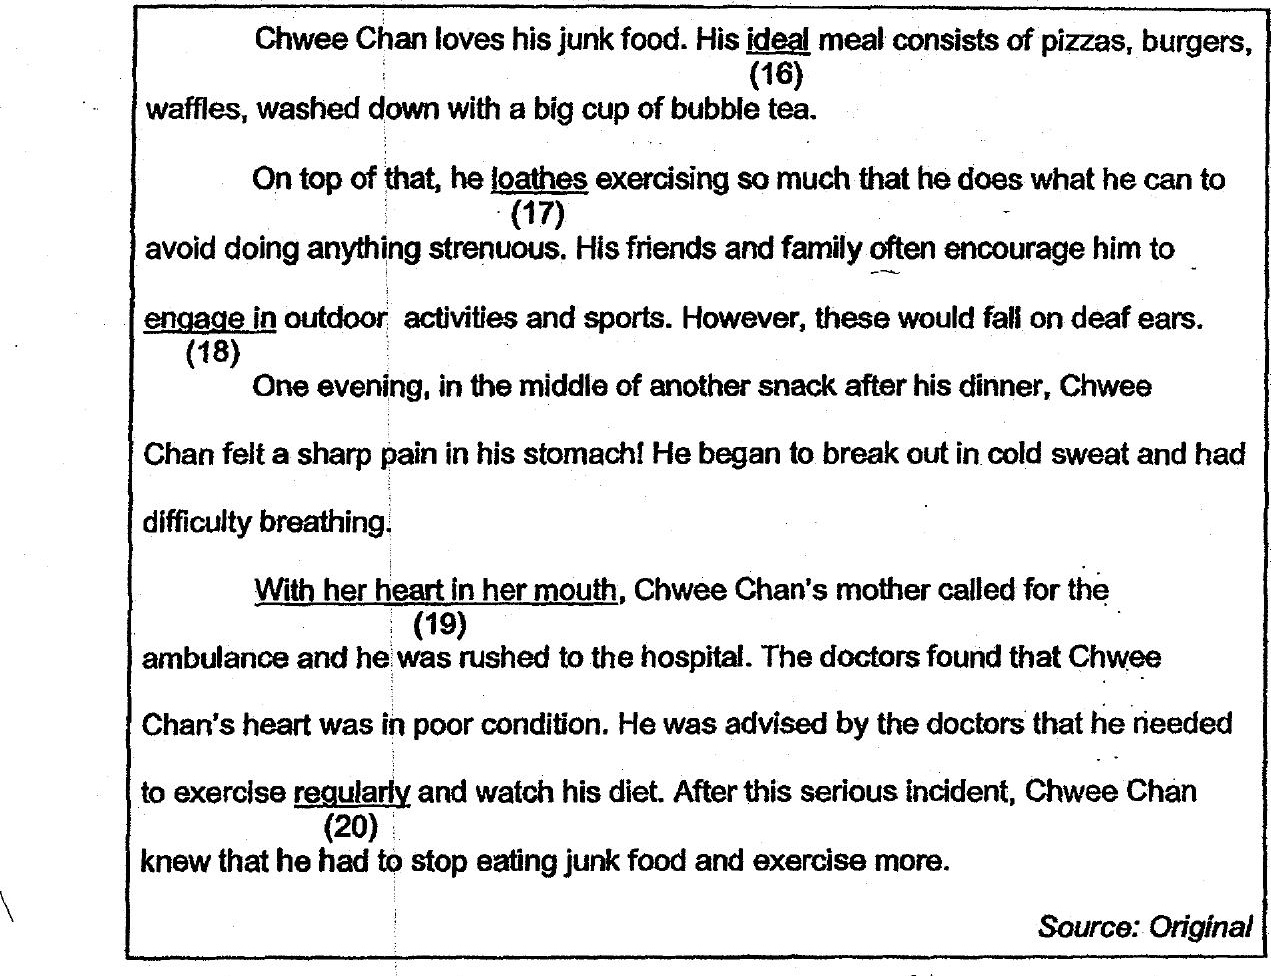 Chwee Chan loves his junk food. His ideal meal consists of pizzas, burgers,
(16)
waffles, washed down with a big cup of bubble tea.
On top of that, he loathes exercising so much that he does what he can to
(17)
avoid doing anything strenuous. His friends and family often encourage him to
engage in outdoor activities and sports. However, these would fall on deaf ears.
(18)
One evening, in the middle of another snack after his dinner, Chwee
Chan felt a sharp pain in his stomach! He began to break out in cold sweat and had
difficulty breathing.
With her heart in her mouth, Chwee Chan's mother called for the
(19)
ambulance and he was rushed to the hospital. The doctors found that Chwee
Chan's heart was in poor condition. He was advised by the doctors that he needed
to exercise regularly and watch his diet. After this serious incident, Chwee Chan
(20)
knew that he had to stop eating junk food and exercise more.
Source: Original